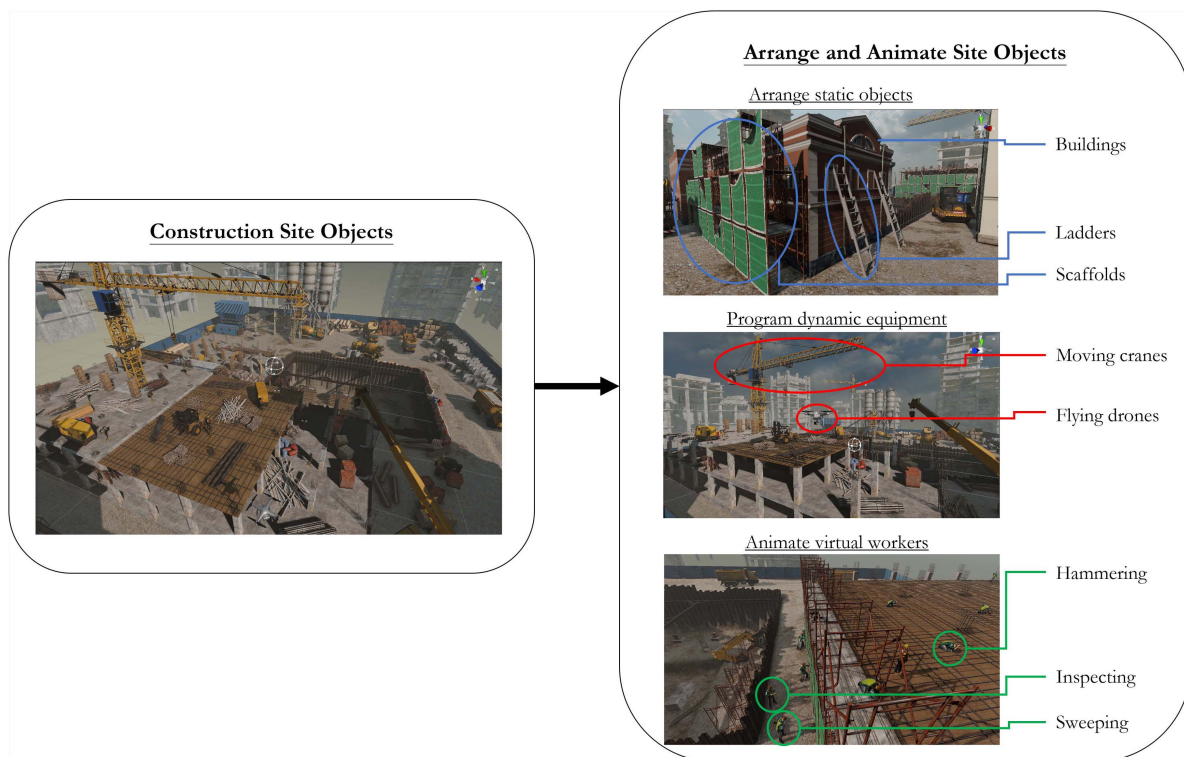 Construction Site Objects
Arrange and Animate Site Objects
Arrange static objects
Buildings
Ladders
Scaffolds
Program dynamic equipment
Moving cranes
Flying drones
Animate virtual workers
Hammering
Inspecting
Sweeping